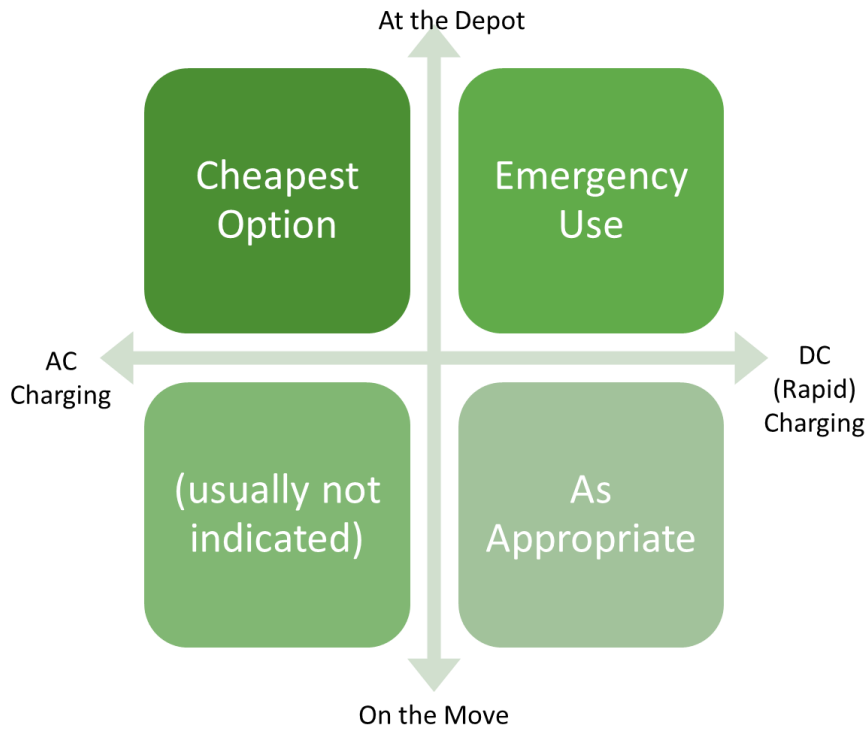 At the Depot
Cheapest
Option
Emergency
Use
AC
Charging
DC
(Rapid)
Charging
(usually not
indicated)
As
Appropriate
On the Move